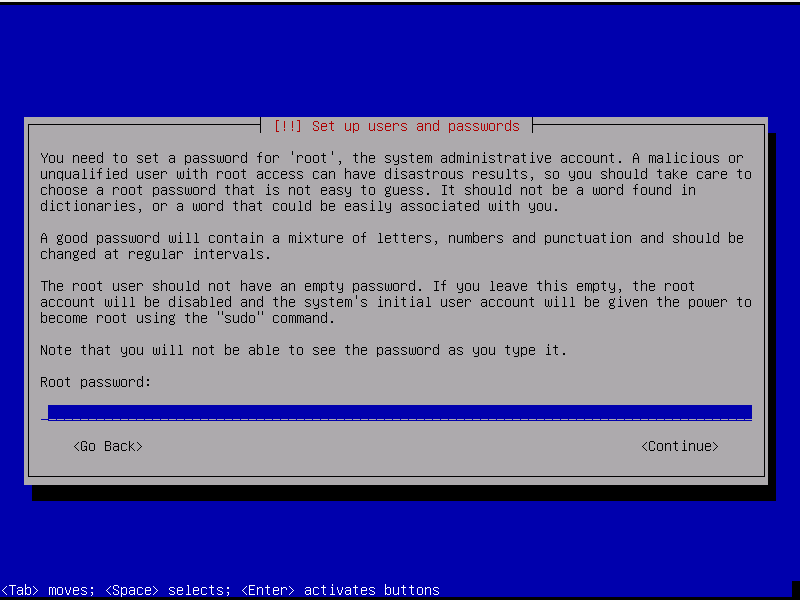 [!!] Set up users and passwords
You need to set a password for 'root', the system administrative account. A malicious or
unqualified user with root access can have disastrous results, so you should take care to
choose a root password that is not easy to guess. It should not be a word found in
dictionaries, or a word that could be easily associated with you.
A good password will contain a mixture of letters, numbers and punctuation and should be
changed at regular intervals.
The root user should not have an empty password. If you leave this empty, the root
account will be disabled and the system's initial user account will be given the power to
become root using the "sudo" command.
Note that you will not be able to see the password as you type it.
Root password:
<Go Back> <Continue>
<Tab> moves; <Space> selects; <Enter> activates buttons